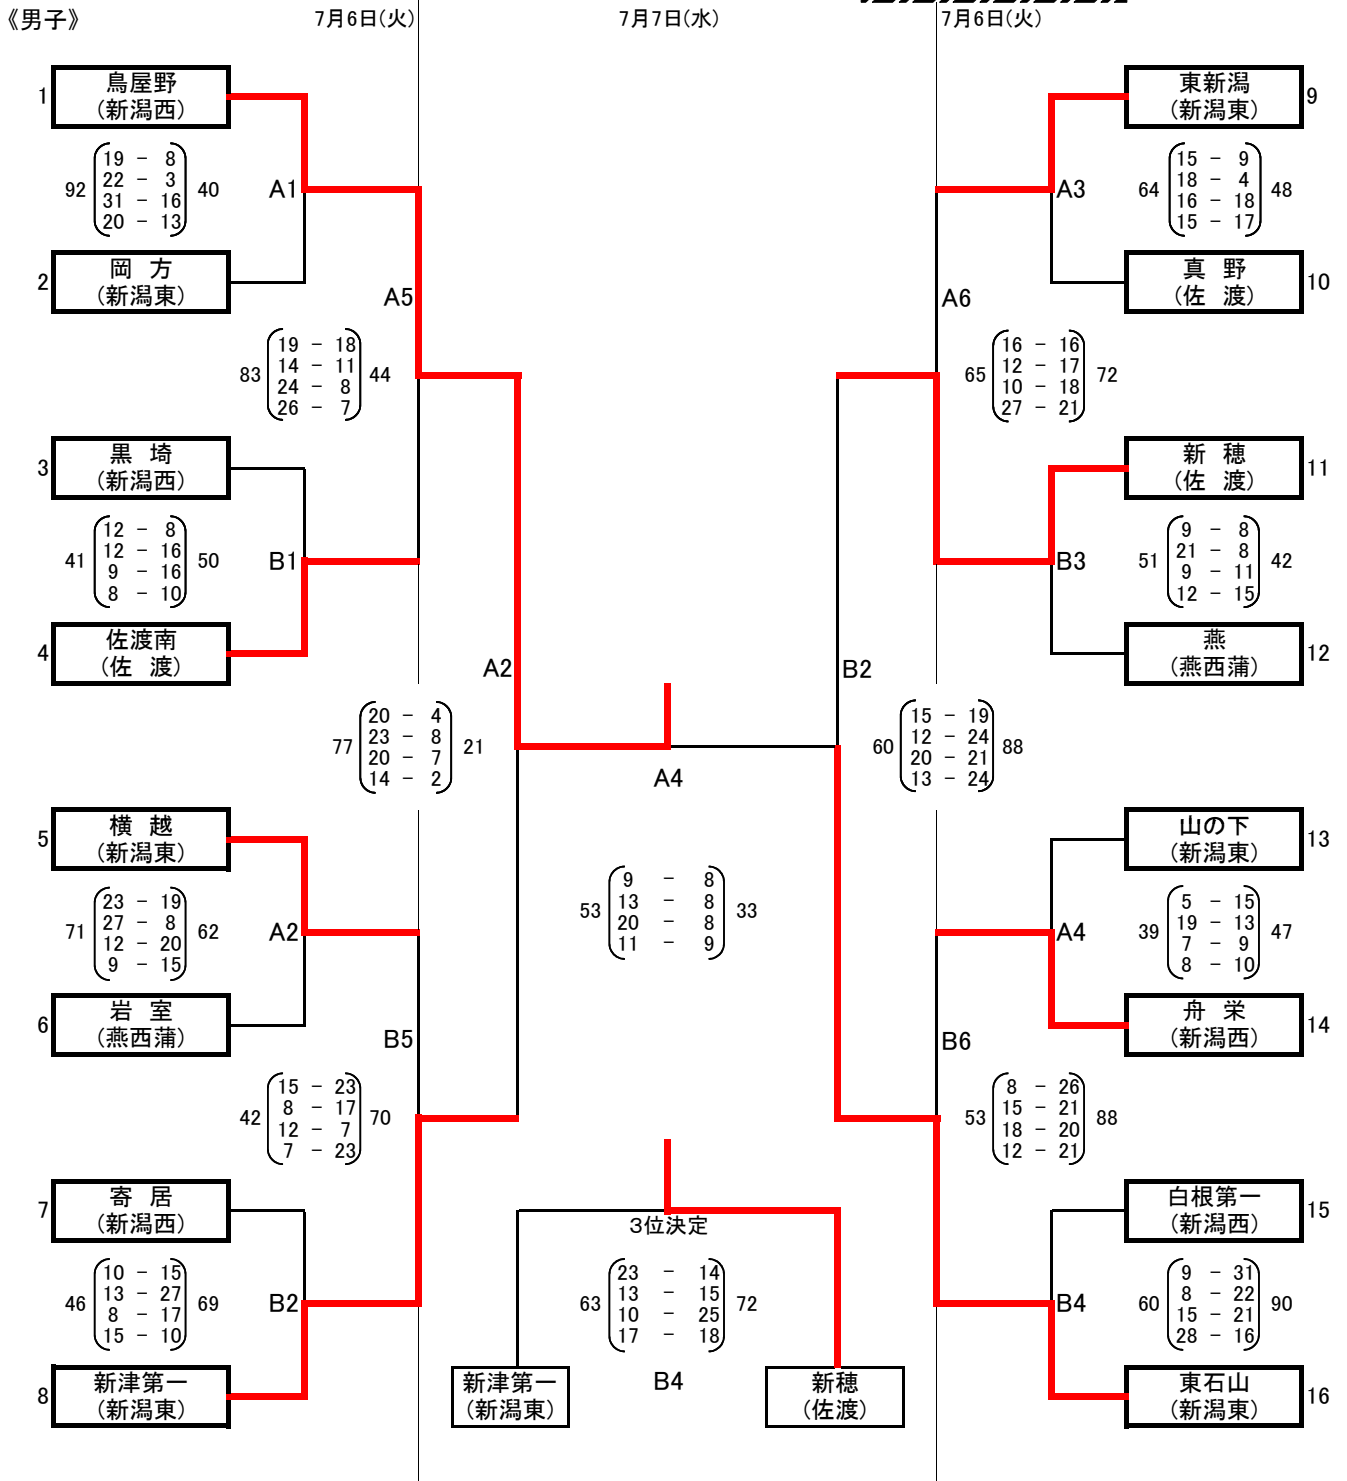 《男子》
7月6日(火)
7月7日(水)
7月6日(火)
1
鳥屋野
(新潟西)
92
19 - 8
22 - 3
31 - 16
20 - 13
40
A1
2
岡 方
(新潟東)
A5
83
19 - 18
14 - 11
24 - 8
26 - 7
44
3
黒 埼
(新潟西)
41
12 - 8
12 - 16
9 - 16
8 - 10
50
B1
4
佐渡南
(佐 渡)
A2
77
20 - 4
23 - 8
20 - 7
14 - 2
21
5
横 越
(新潟東)
71
23 - 19
27 - 8
12 - 20
9 - 15
62
A2
6
岩 室
(燕西蒲)
B5
42
15 - 23
8 - 17
12 - 7
7 - 23
70
7
寄 居
(新潟西)
46
10 - 15
13 - 27
8 - 17
15 - 10
69
B2
8
新津第一
(新潟東)
A4
53
9 - 8
13 - 8
20 - 8
11 - 9
33
3位決定
63
23 - 14
13 - 15
10 - 25
17 - 18
72
B4
新津第一
(新潟東)
新穂
(佐渡)
東新潟
(新潟東)
9
A3
64
15 - 9
18 - 4
16 - 18
15 - 17
48
真 野
(佐 渡)
10
A6
65
16 - 16
12 - 17
10 - 18
27 - 21
72
新 穂
(佐 渡)
11
B3
51
9 - 8
21 - 8
9 - 11
12 - 15
42
燕
(燕西蒲)
12
B2
60
15 - 19
12 - 24
20 - 21
13 - 24
88
山の下
(新潟東)
13
A4
39
5 - 15
19 - 13
7 - 9
8 - 10
47
舟 栄
(新潟西)
14
B6
53
8 - 26
15 - 21
18 - 20
12 - 21
88
白根第一
(新潟西)
15
B4
60
9 - 31
8 - 22
15 - 21
28 - 16
90
東石山
(新潟東)
16